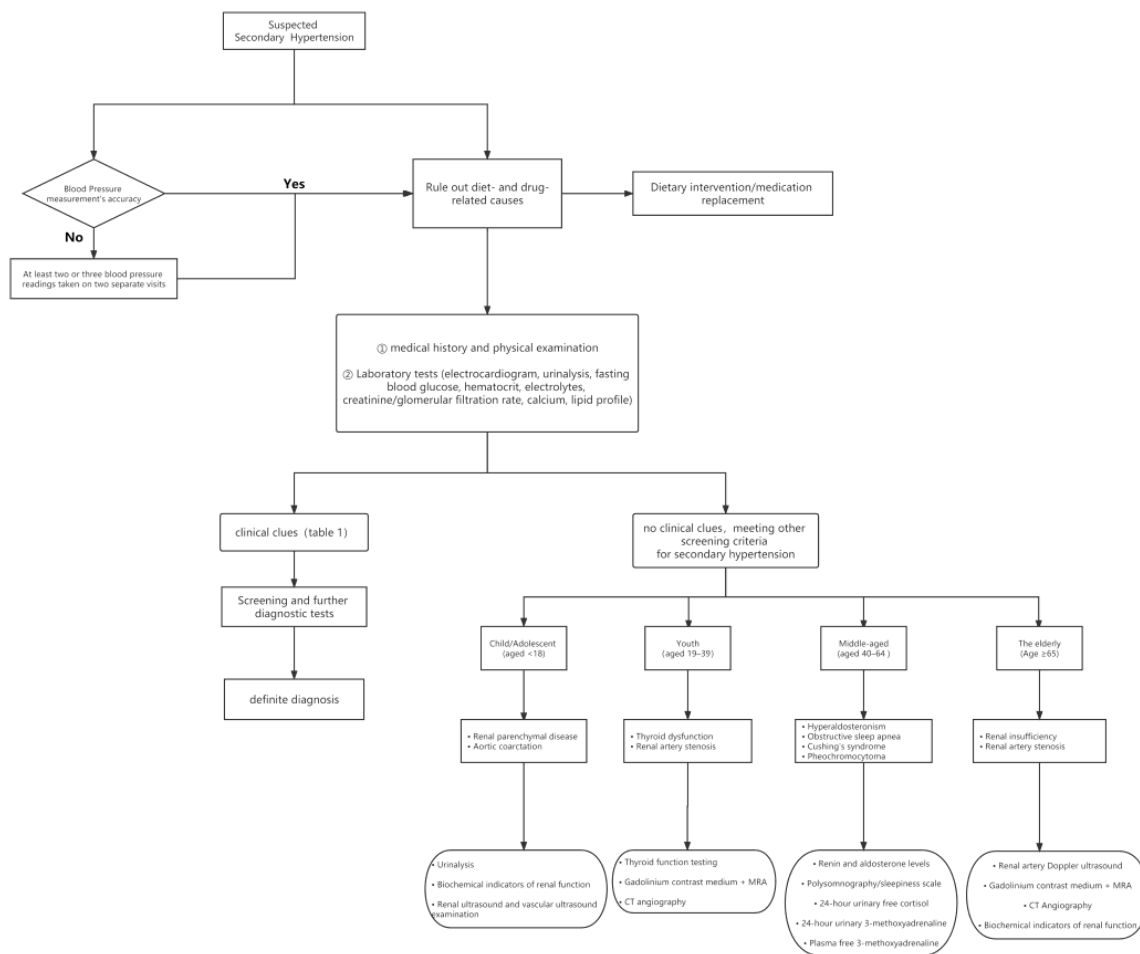 Suspected
Secondary Hypertension
Blood Pressure
measurement's accuracy
Yes
No
At least two or three blood pressure
readings taken on two separate visits
Rule out diet- and drug-
related causes
Dietary intervention/medication
replacement
① medical history and physical examination
② Laboratory tests (electrocardiogram, urinalysis, fasting
blood glucose, hematocrit, electrolytes,
creatinine/glomerular filtration rate, calcium, lipid profile)
clinical clues (table 1)
Screening and further
diagnostic tests
definite diagnosis
no clinical clues, meeting other
screening criteria
for secondary hypertension
Child/Adolescent
(aged <18)
Youth
(aged 19–39)
Middle-aged
(aged 40–64 )
The elderly
(Age ≥65)
• Renal parenchymal disease
• Aortic coarctation
• Thyroid dysfunction
• Renal artery stenosis
• Hyperaldosteronism
• Obstructive sleep apnea
• Cushing's syndrome
• Pheochromocytoma
• Renal insufficiency
• Renal artery stenosis
• Urinalysis
• Biochemical indicators of renal function
• Renal ultrasound and vascular ultrasound
examination
• Thyroid function testing
• Gadolinium contrast medium + MRA
• CT angiography
• Renin and aldosterone levels
• Polysomnography/sleepiness scale
• 24-hour urinary free cortisol
• 24-hour urinary 3-methoxyadrenaline
• Plasma free 3-methoxyadrenaline
• Renal artery Doppler ultrasound
• Gadolinium contrast medium + MRA
• CT Angiography
• Biochemical indicators of renal function